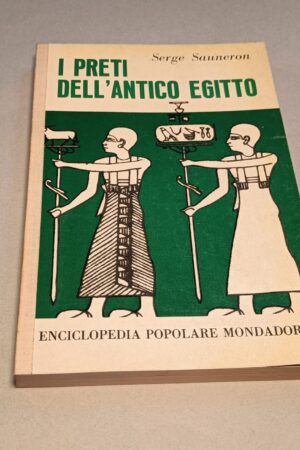 Serge Sauneron
I PRETI
DELL'ANTICO EGITTO
ENCICLOPEDIA POPOLARE MONDADOR